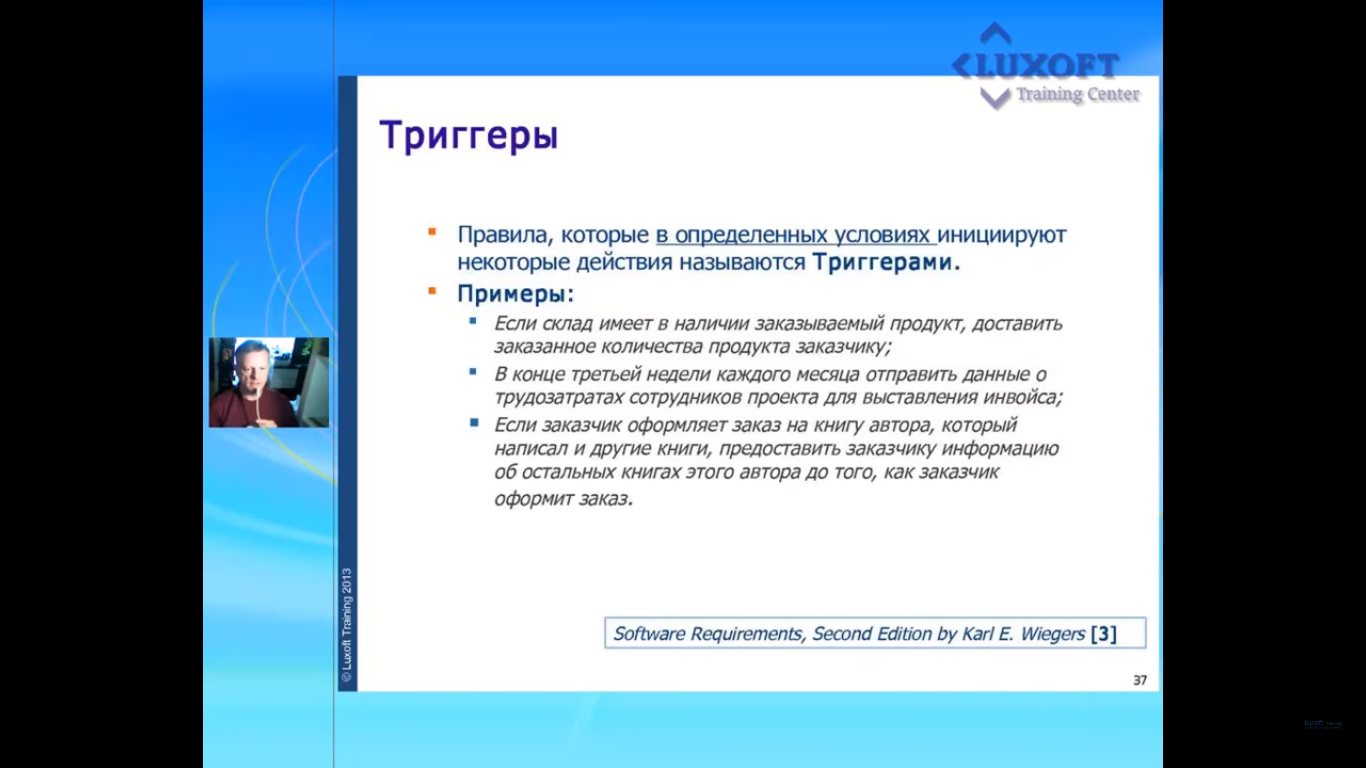 LUXOFT
Training Center
Триггеры
Правила, которые в определенных условиях инициируют
некоторые действия называются Триггерами.
Примеры:
Если склад имеет в наличии заказываемый продукт, доставить
заказанное количества продукта заказчику;
В конце третьей недели каждого месяца отправить данные о
трудозатратах сотрудников проекта для выставления инвойса;
Если заказчик оформляет заказ на книгу автора, который
написал и другие книги, предоставить заказчику информацию
об остальных книгах этого автора до того, как заказчик
оформит заказ.
© Luxoft Training 2013
Software Requirements, Second Edition by Karl E. Wiegers [3]
37